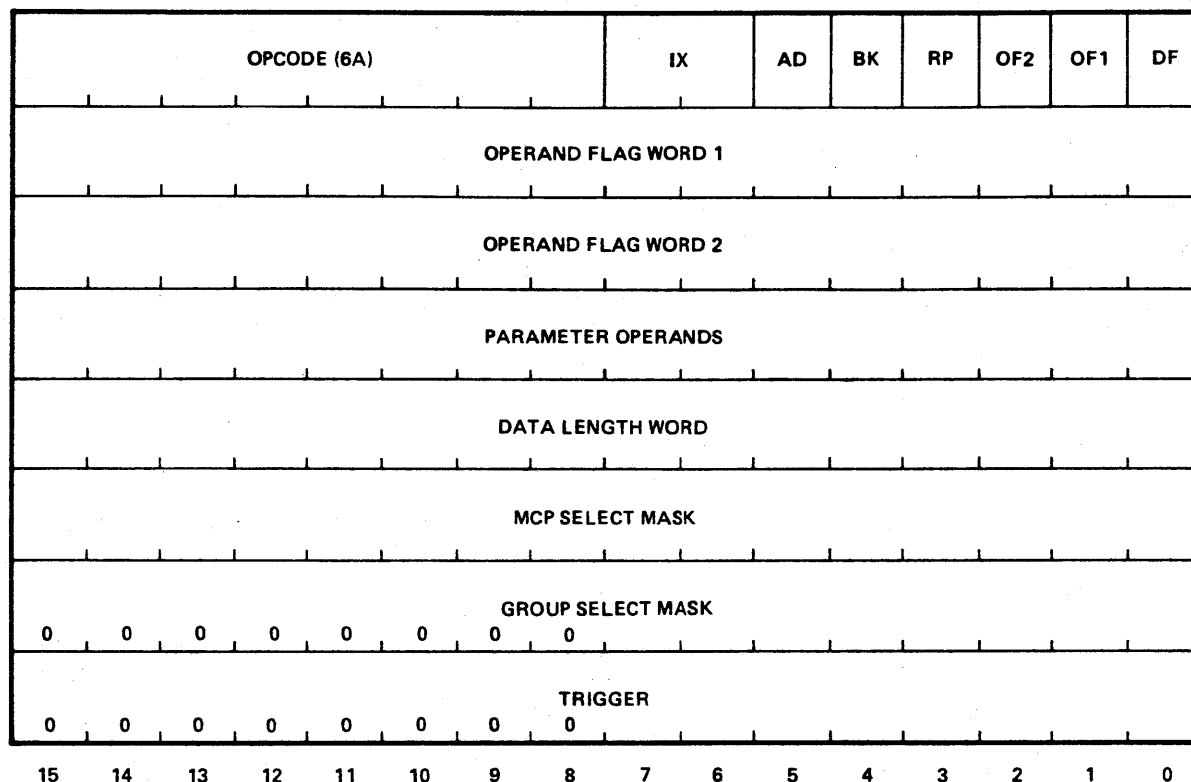 OPCODE (6A) IX AD BK RP OF2 OF1 DF
OPERAND FLAG WORD 1
OPERAND FLAG WORD 2
PARAMETER OPERANDS
DATA LENGTH WORD
MCP SELECT MASK
GROUP SELECT MASK
0 0 0 0 0 0 0 0
TRIGGER
0 0 0 0 0 0 0 0
15 14 13 12 11 10 9 8 7 6 5 4 3 2 1 0